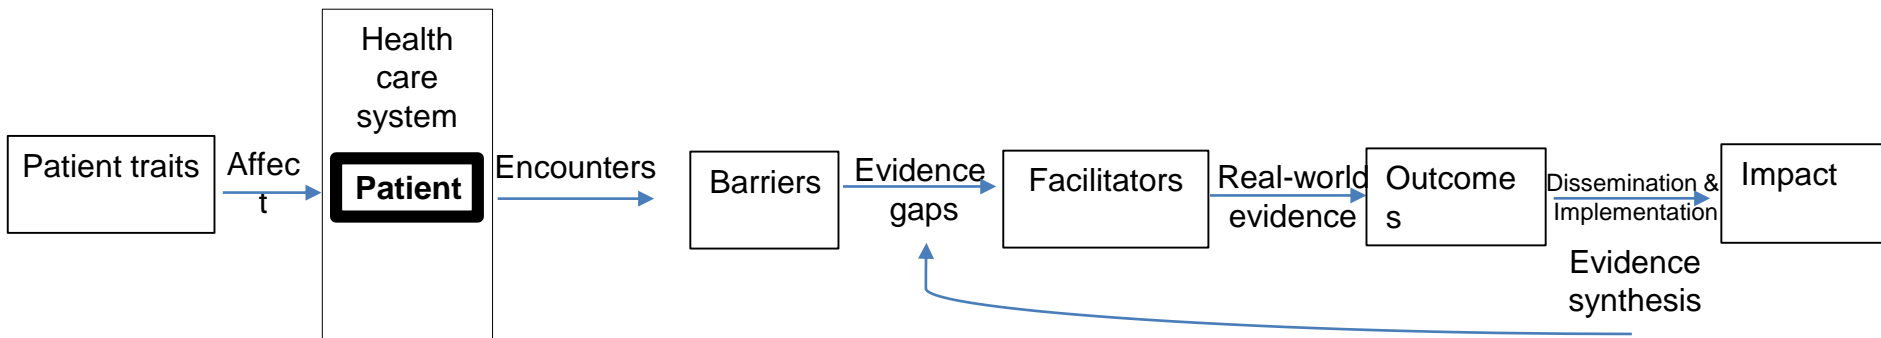 Health
care
system
Patient traits
Affec
t
Patient
Encounters
Barriers
Evidence
gaps
Facilitators
Real-world
evidence
Outcome
s
Dissemination &
Implementation
Impact
Evidence
synthesis